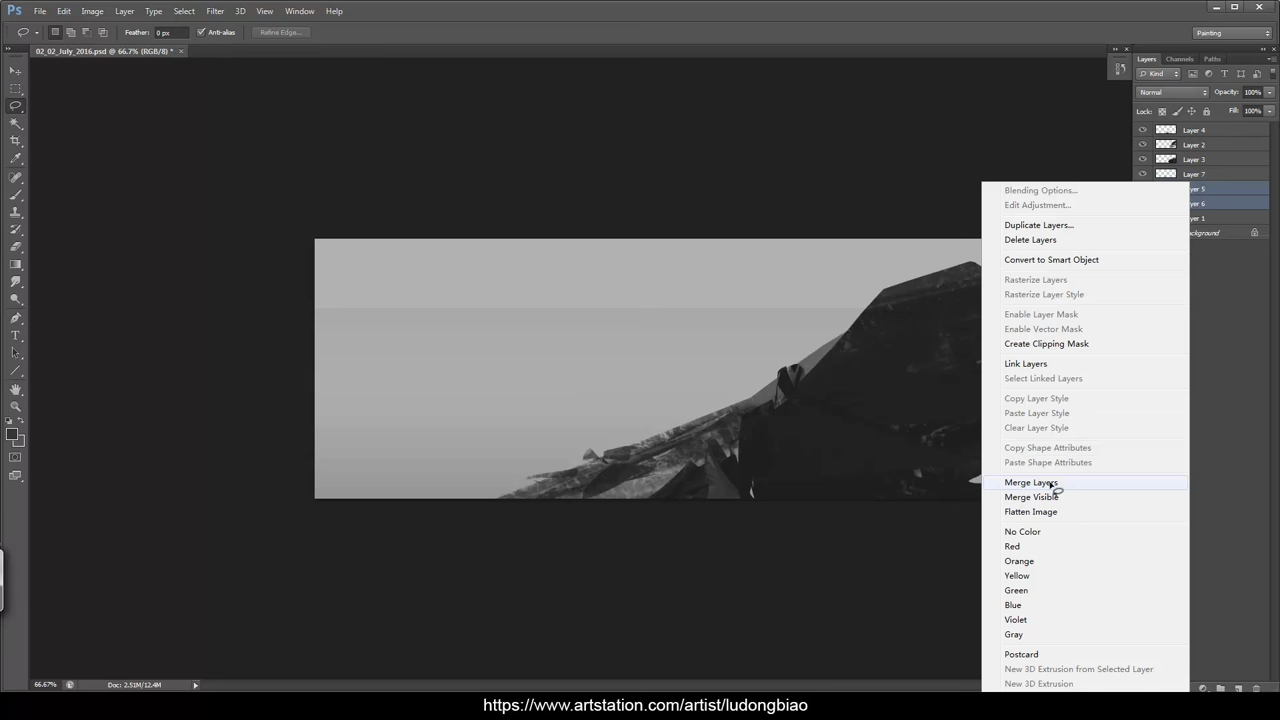 Ps File Edit Image Layer Type Select Filter 3D View Window Help
Feather: 0 px Anti-alias Refine Edge... Painting
02_02_July_2016.psd @ 66.7% (RGB/8) * ×
Layers Channels Paths
Kind
Normal Opacity: 100%
Lock: Fill: 100%
Layer 4
Layer 2
Layer 3
Layer 7
yer 5
yer 6
yer 1
ckground
Blending Options...
Edit Adjustment...
Duplicate Layers...
Delete Layers
Convert to Smart Object
Rasterize Layers
Rasterize Layer Style
Enable Layer Mask
Enable Vector Mask
Create Clipping Mask
Link Layers
Select Linked Layers
Copy Layer Style
Paste Layer Style
Clear Layer Style
Copy Shape Attributes
Paste Shape Attributes
Merge Layers
Merge Visible
Flatten Image
No Color
Red
Orange
Yellow
Green
Blue
Violet
Gray
Postcard
New 3D Extrusion from Selected Layer
New 3D Extrusion
66.67% Doc: 2.51M/12.4M
https://www.artstation.com/artist/ludongbiao